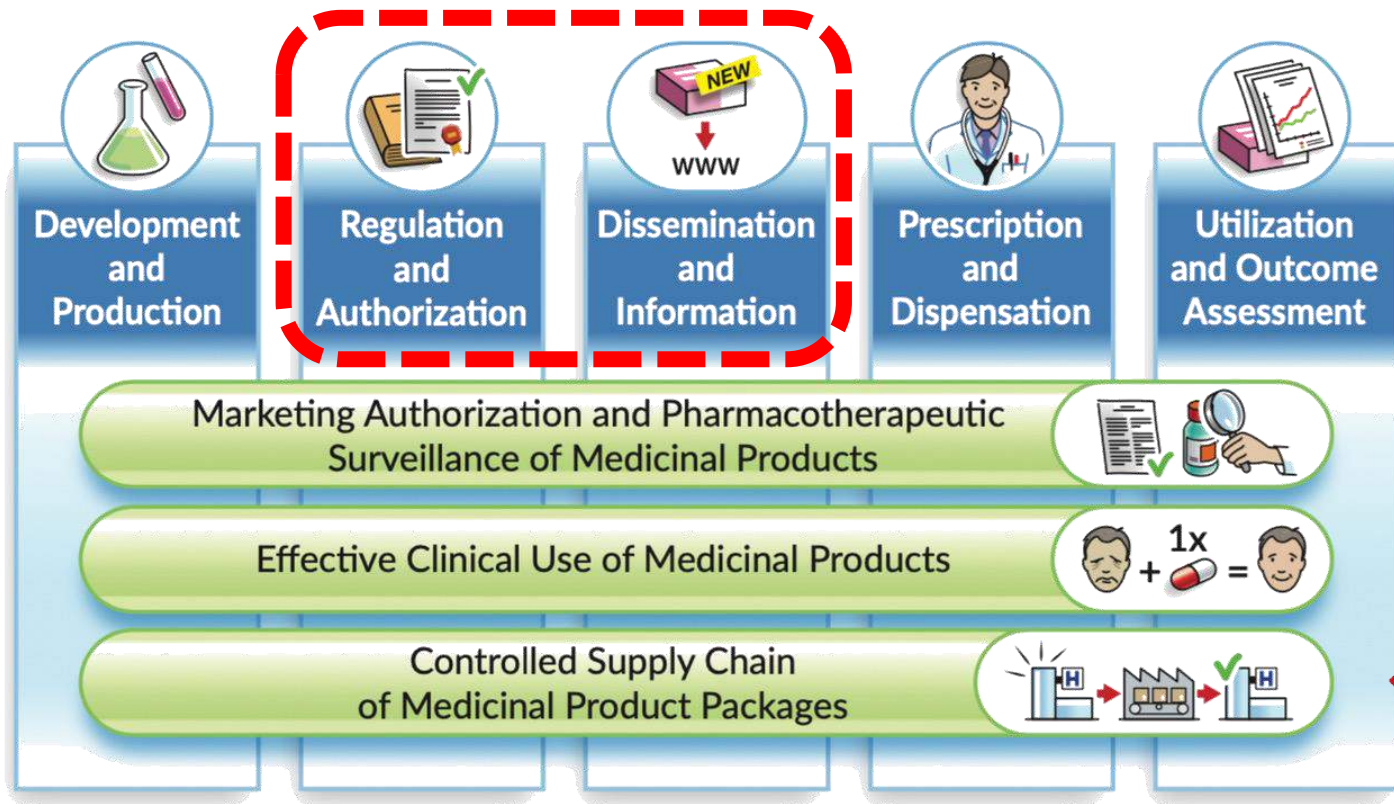 NEW
WWW
Development
and
Production
Regulation
and
Authorization
Dissemination
and
Information
Prescription
and
Dispensation
Utilization
and Outcome
Assessment
Marketing Authorization and Pharmacotherapeutic
Surveillance of Medicinal Products
Effective Clinical Use of Medicinal Products
1x
+ =
Controlled Supply Chain
of Medicinal Product Packages
H
H